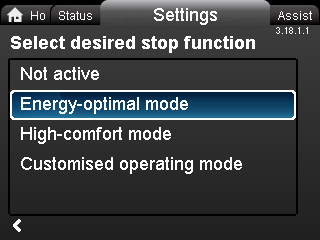 Ho Status Settings Assist
3.18.1.1
Select desired stop function
Not active
Energy-optimal mode
High-comfort mode
Customised operating mode